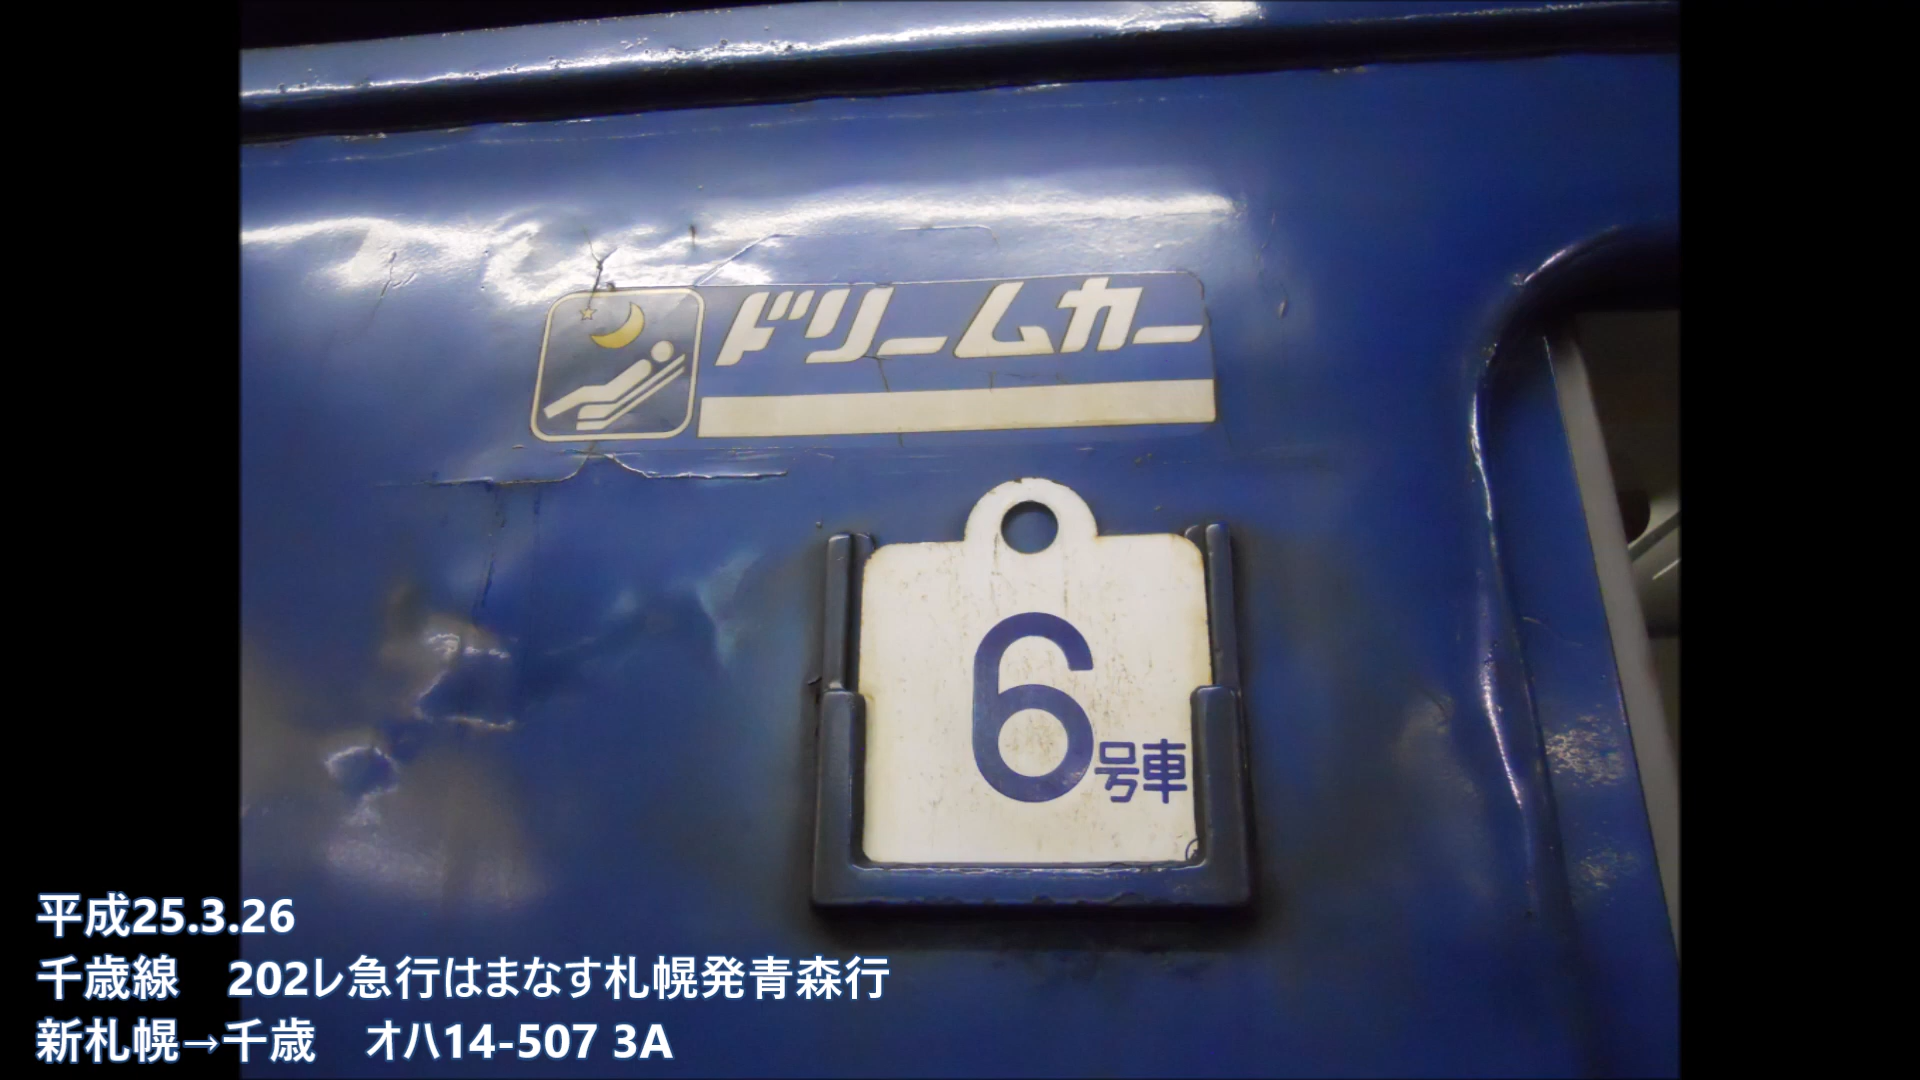 ドリームカー
6号車
平成25.3.26
千歳線　202レ急行はまなす札幌発青森行
新札幌→千歳　オハ14-507 3A